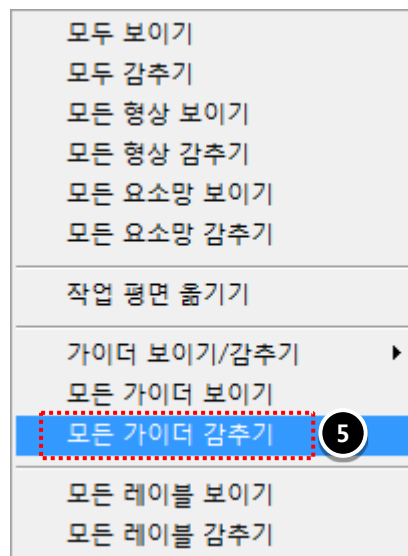 모두 보이기
모두 감추기
모든 형상 보이기
모든 형상 감추기
모든 요소망 보이기
모든 요소망 감추기
작업 평면 옮기기
가이더 보이기/감추기
모든 가이더 보이기
모든 가이더 감추기 5
모든 레이블 보이기
모든 레이블 감추기